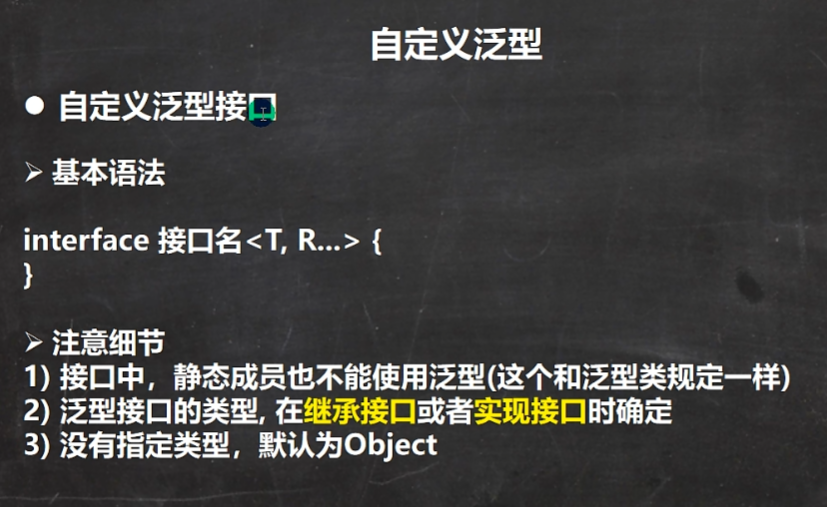 自定义泛型
● 自定义泛型接口
➢ 基本语法
interface 接口名<T, R...> {
}
➢ 注意细节
1) 接口中，静态成员也不能使用泛型(这个和泛型类规定一样)
2) 泛型接口的类型, 在继承接口或者实现接口时确定
3) 没有指定类型，默认为Object